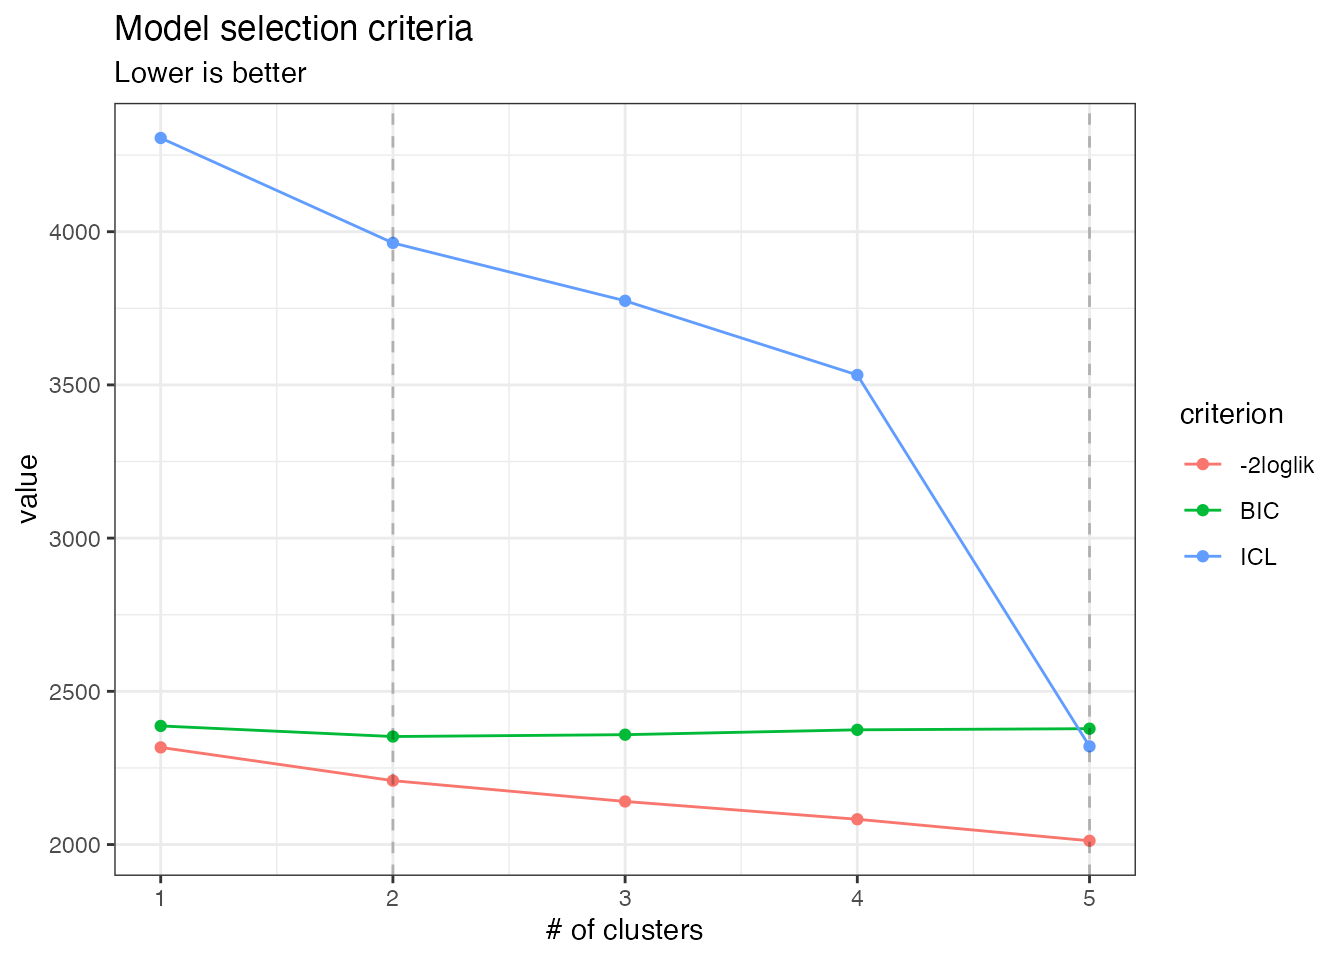 Model selection criteria
Lower is better
value
4000
3500
3000
2500
2000
1 2 3 4 5
# of clusters
criterion
-2loglik
BIC
ICL